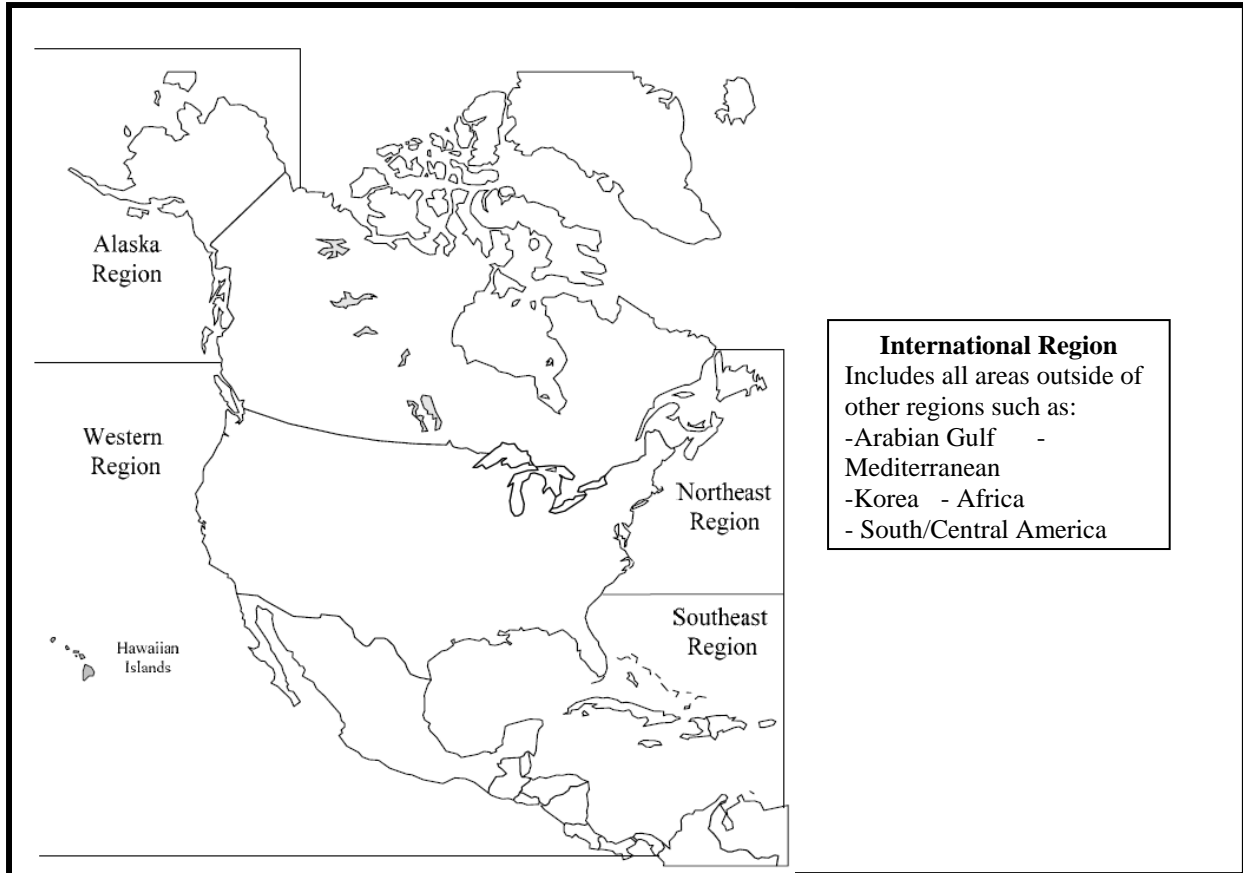 Alaska
Region
Western
Region
Northeast
Region
Southeast
Region
Hawaiian
Islands
International Region
Includes all areas outside of
other regions such as:
-Arabian Gulf -
Mediterranean
-Korea - Africa
- South/Central America